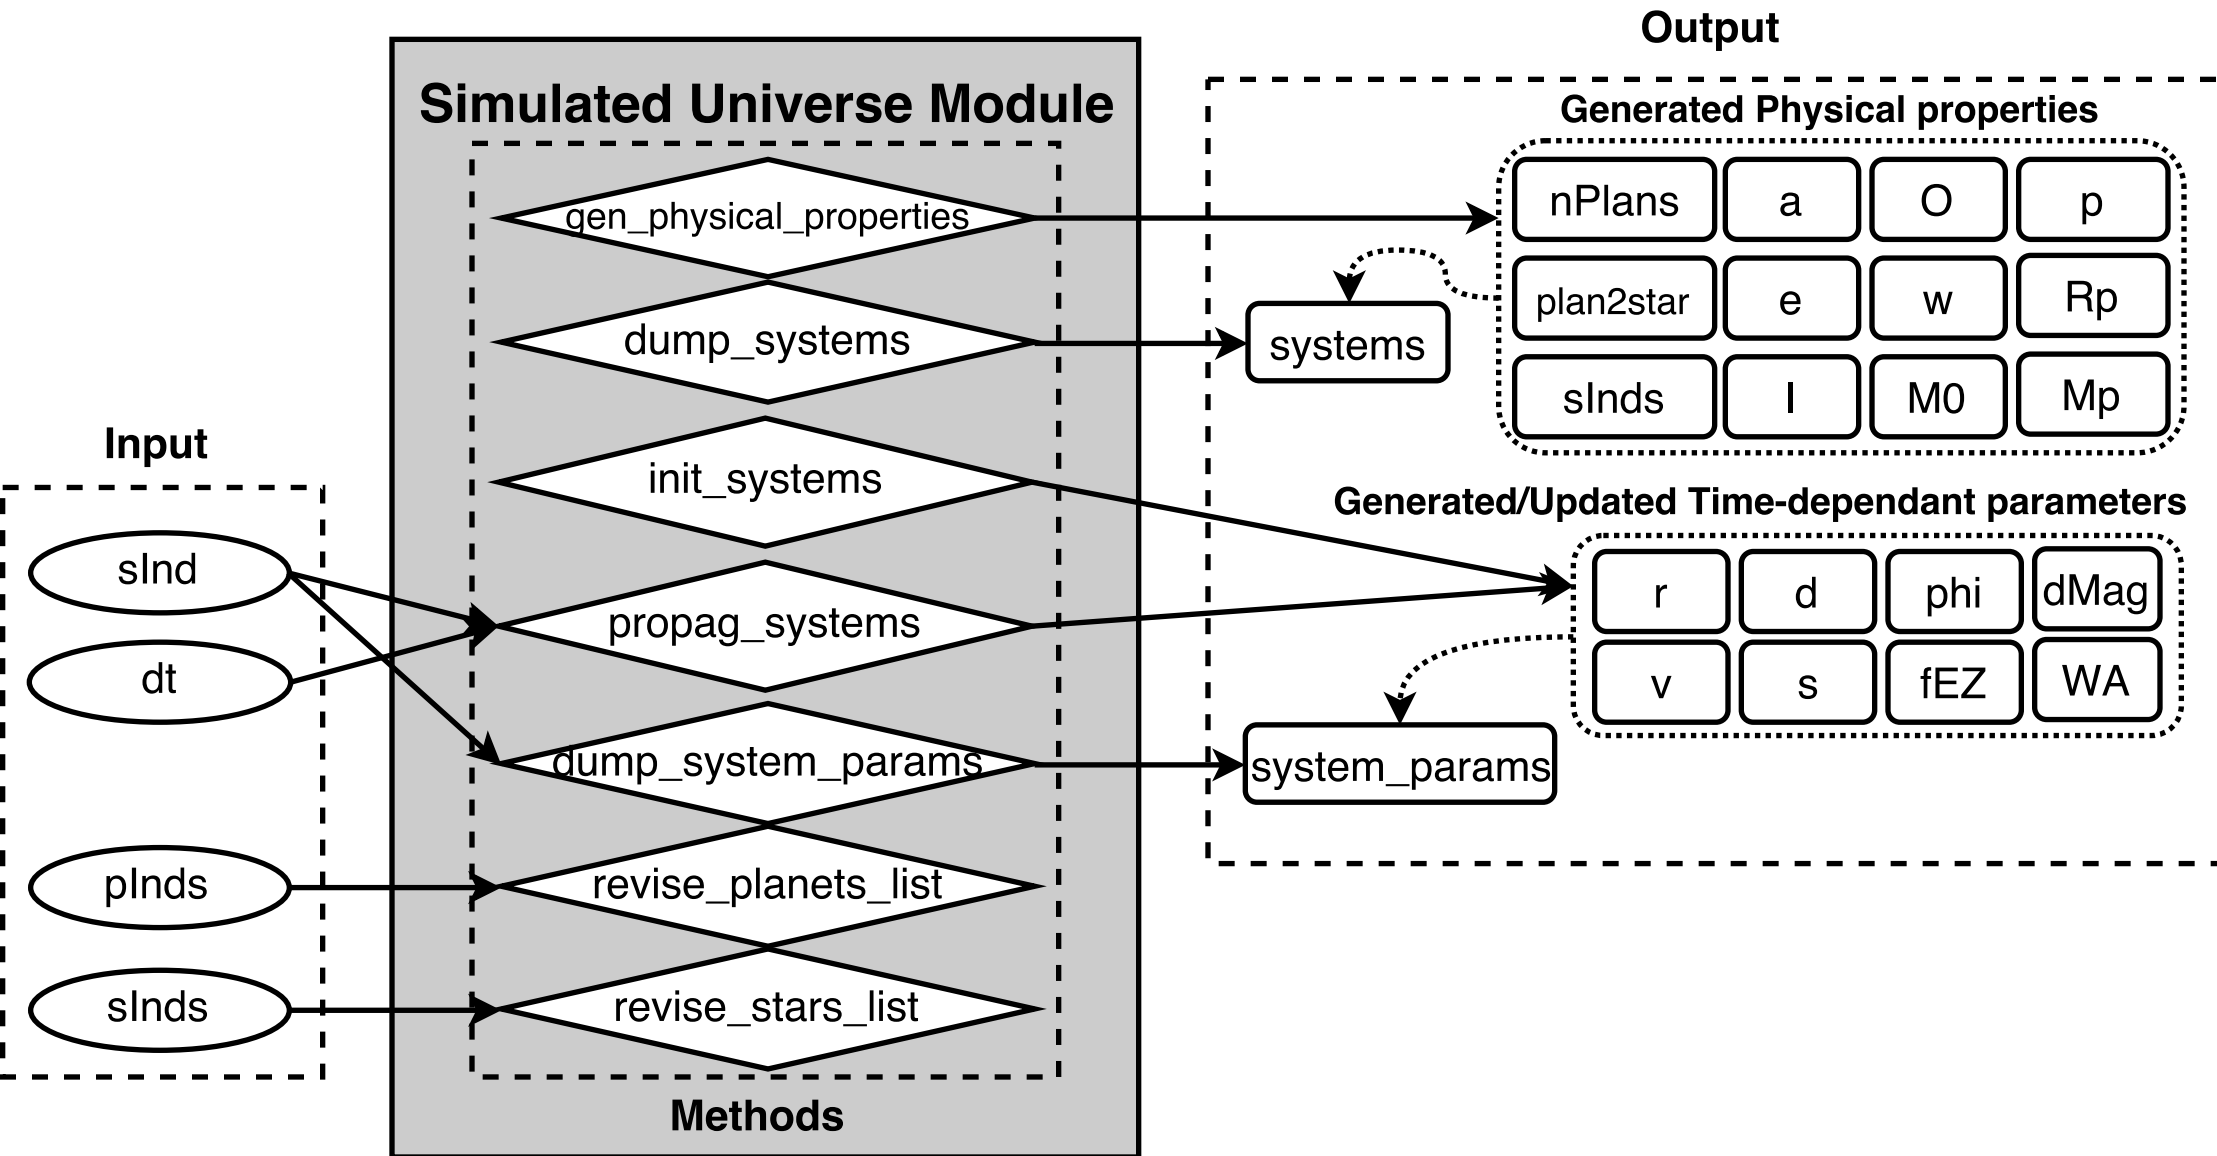 Output
Simulated Universe Module
Generated Physical properties
gen_physical_properties
nPlans a O p
plan2star e w Rp
dump_systems
systems
sInds I M0 Mp
Input
init_systems
Generated/Updated Time-dependant parameters
sInd
r d phi dMag
propag_systems
dt
v s fEZ WA
dump_system_params
system_params
pInds
revise_planets_list
sInds
revise_stars_list
Methods